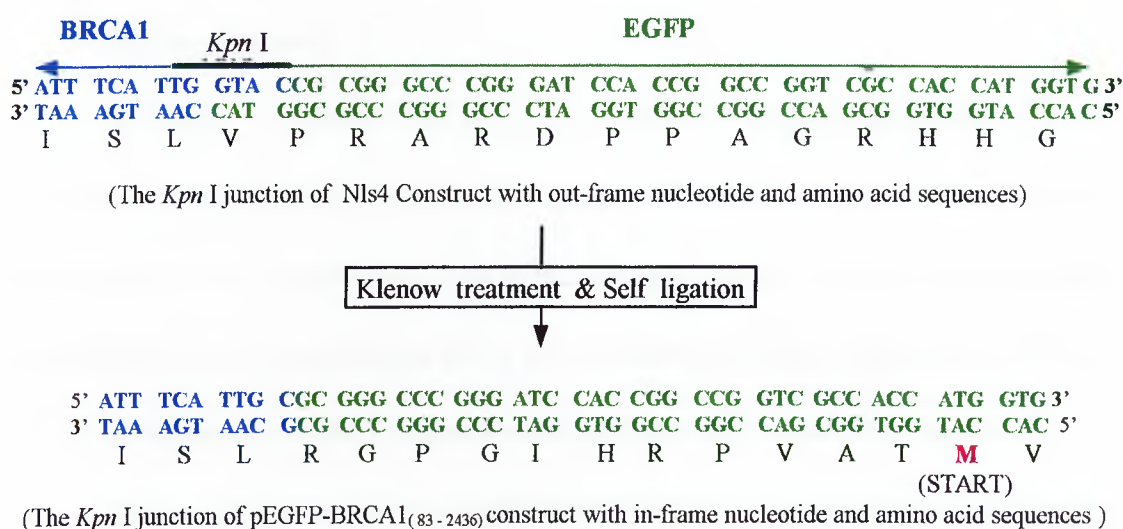 BRCA1 Kpn I EGFP
5' ATT TCA TTG GTA CCG CGG GCC CGG GAT CCA CCG GCC GGT CGC CAC CAT GGT G 3'
3' TAA AGT AAC CAT GGC GCC CGG GCC CTA GGT GGC CGG CCA GCG GTG GTA CCA C 5'
I S L V P R A R D P P A G R H H G
(The Kpn I junction of Nls4 Construct with out-frame nucleotide and amino acid sequences)
Klenow treatment & Self ligation
5' ATT TCA TTG CGC GGG CCC GGG ATC CAC CGG CCG GTC GCC ACC ATG GTG 3'
3' TAA AGT AAC GCG CCC GGG CCC TAG GTG GCC GGC CAG CGG TGG TAC CAC 5'
I S L R G P G I H R P V A T M V
(START)
(The Kpn I junction of pEGFP-BRCA1(83-2436) construct with in-frame nucleotide and amino acid sequences )